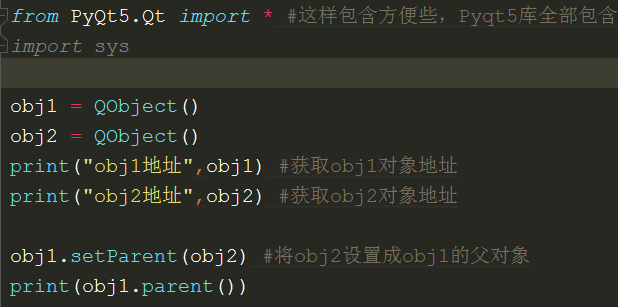 from PyQt5.Qt import * #这样包含方便些，Pyqt5库全部包含
import sys
obj1 = QObject()
obj2 = QObject()
print("obj1地址",obj1) #获取obj1对象地址
print("obj2地址",obj2) #获取obj2对象地址
obj1.setParent(obj2) #将obj2设置成obj1的父对象
print(obj1.parent())